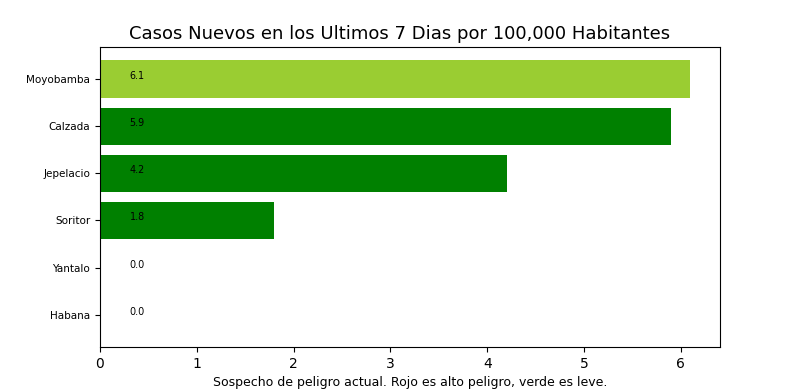 Casos Nuevos en los Ultimos 7 Dias por 100,000 Habitantes
Moyobamba 6.1
Calzada 5.9
Jepelacio 4.2
Soritor 1.8
Yantalo 0.0
Habana 0.0
0 1 2 3 4 5 6
Sospecho de peligro actual. Rojo es alto peligro, verde es leve.